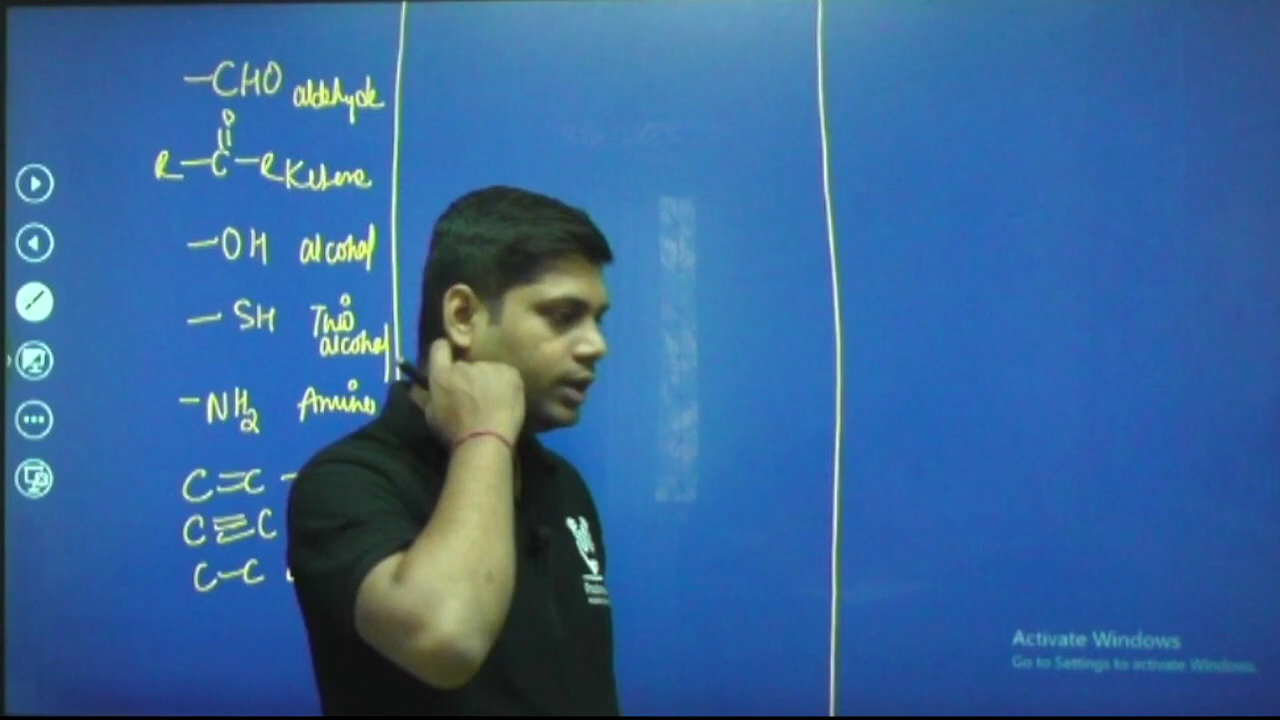 -CHO aldehyde
O
R-C-R Ketone
-OH alcohol
-SH Thio
alcohol
-NH2 Amino
C=C -
C≡C
C-C
Activate Windows
Go to Settings to activate Windows.